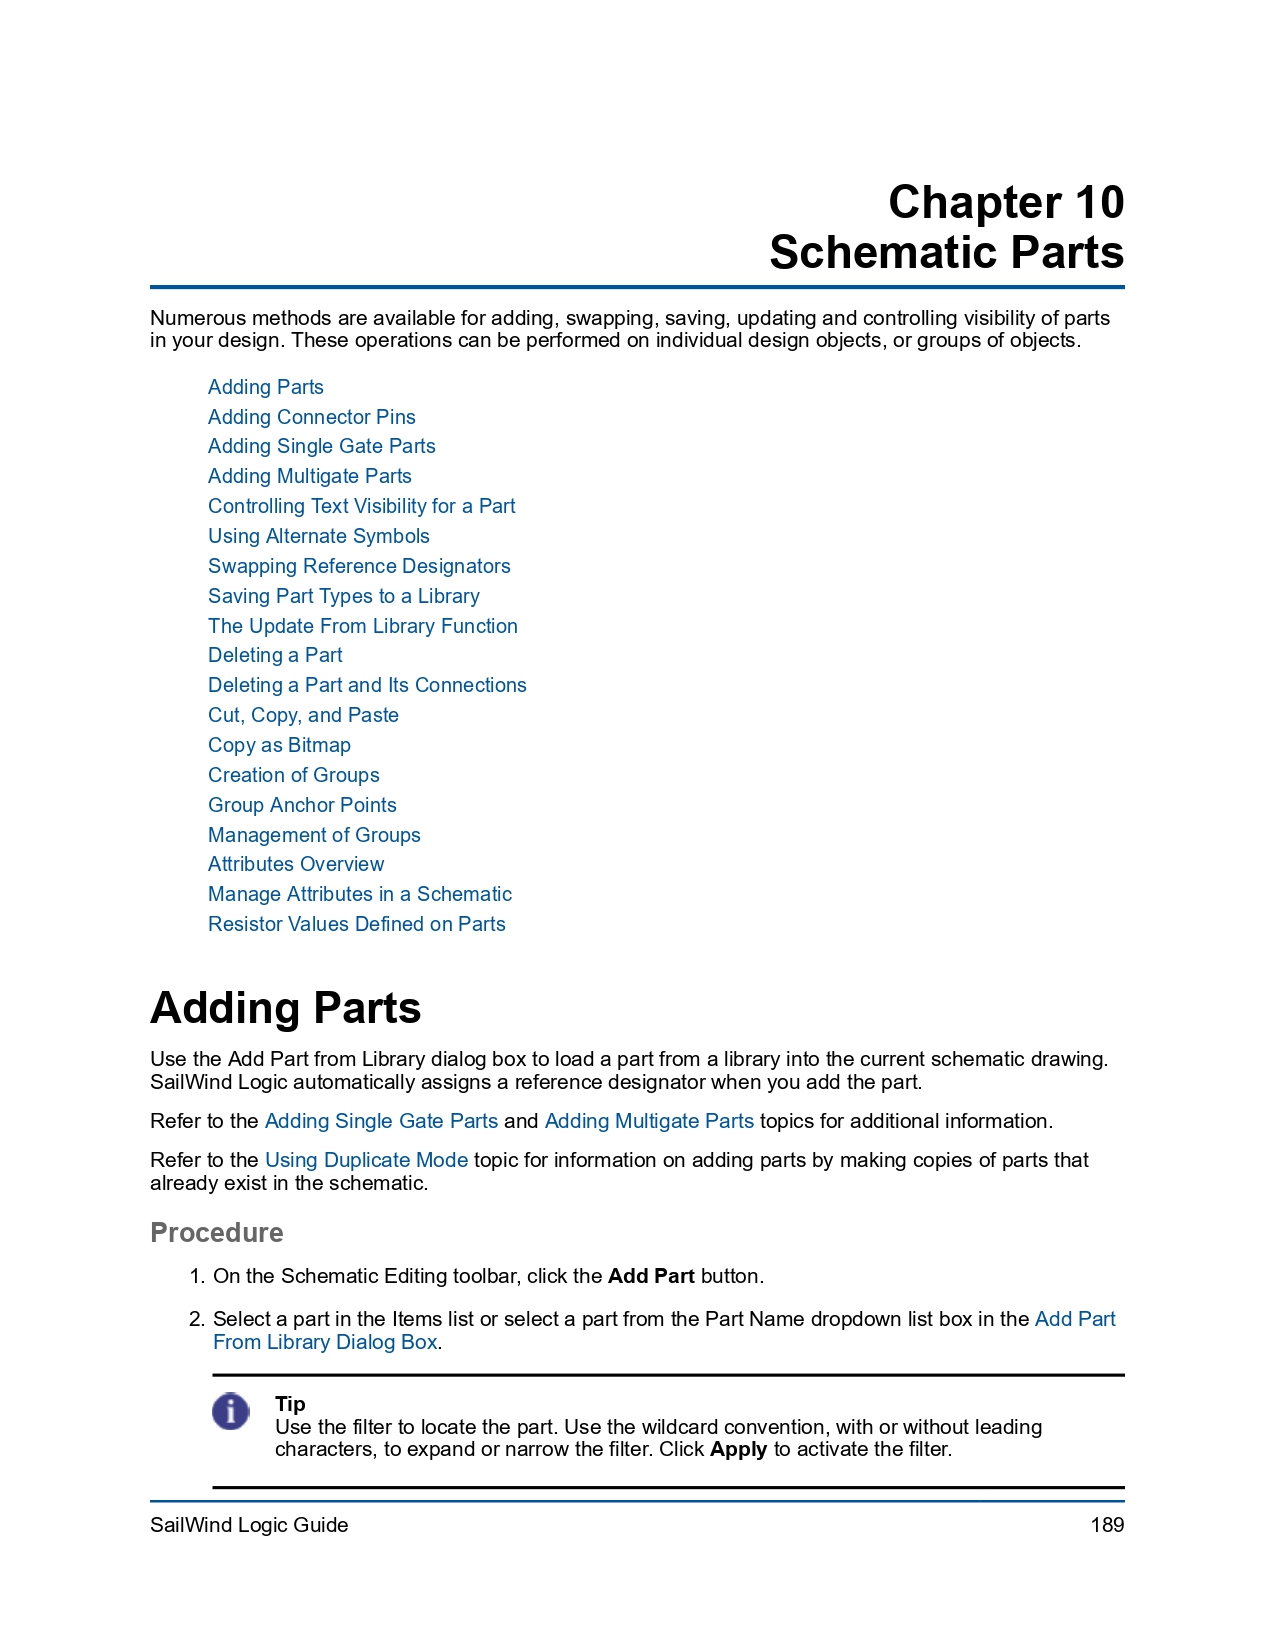 Chapter 10
Schematic Parts
Numerous methods are available for adding, swapping, saving, updating and controlling visibility of parts
in your design. These operations can be performed on individual design objects, or groups of objects.
Adding Parts
Adding Connector Pins
Adding Single Gate Parts
Adding Multigate Parts
Controlling Text Visibility for a Part
Using Alternate Symbols
Swapping Reference Designators
Saving Part Types to a Library
The Update From Library Function
Deleting a Part
Deleting a Part and Its Connections
Cut, Copy, and Paste
Copy as Bitmap
Creation of Groups
Group Anchor Points
Management of Groups
Attributes Overview
Manage Attributes in a Schematic
Resistor Values Defined on Parts
Adding Parts
Use the Add Part from Library dialog box to load a part from a library into the current schematic drawing.
SailWind Logic automatically assigns a reference designator when you add the part.
Refer to the Adding Single Gate Parts and Adding Multigate Parts topics for additional information.
Refer to the Using Duplicate Mode topic for information on adding parts by making copies of parts that
already exist in the schematic.
Procedure
1. On the Schematic Editing toolbar, click the Add Part button.
2. Select a part in the Items list or select a part from the Part Name dropdown list box in the Add Part
From Library Dialog Box.
Tip
Use the filter to locate the part. Use the wildcard convention, with or without leading
characters, to expand or narrow the filter. Click Apply to activate the filter.
SailWind Logic Guide 189